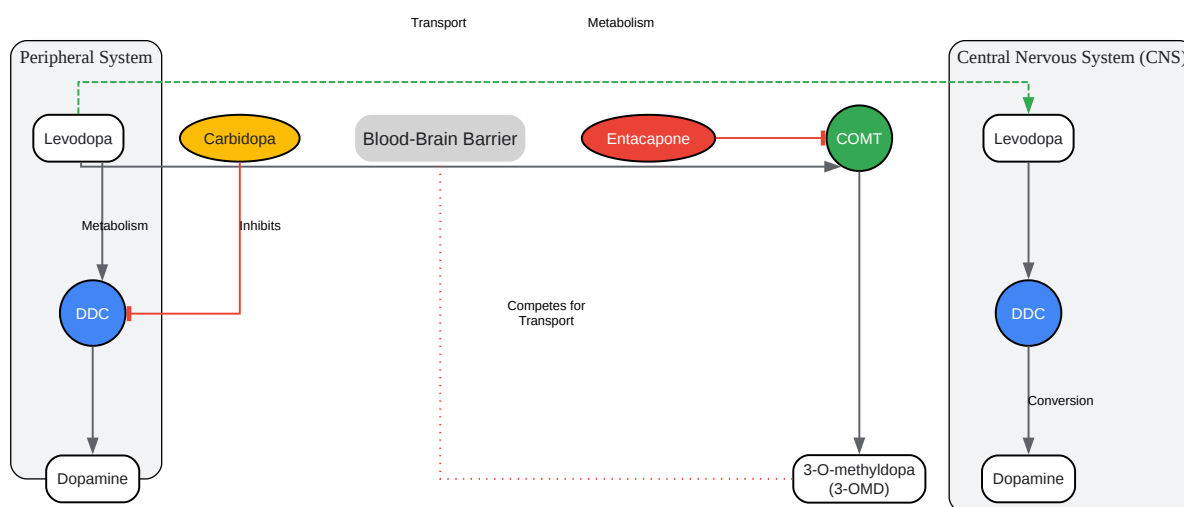 Transport
Metabolism
Peripheral System
Central Nervous System (CNS)
Levodopa
Carbidopa
Blood-Brain Barrier
Entacapone
COMT
Levodopa
Metabolism
Inhibits
DDC
Competes for
Transport
DDC
Conversion
Dopamine
3-O-methyldopa
(3-OMD)
Dopamine